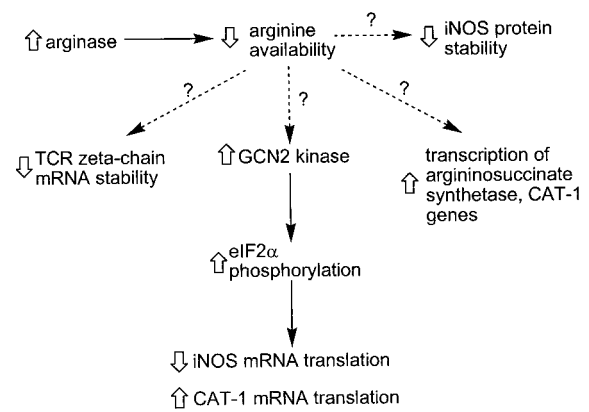 arginase
arginine
availability
?
iNOS protein
stability
?
?
?
TCR zeta-chain
mRNA stability
GCN2 kinase
transcription of
argininosuccinate
synthetase, CAT-1
genes
eIF2α
phosphorylation
iNOS mRNA translation
CAT-1 mRNA translation